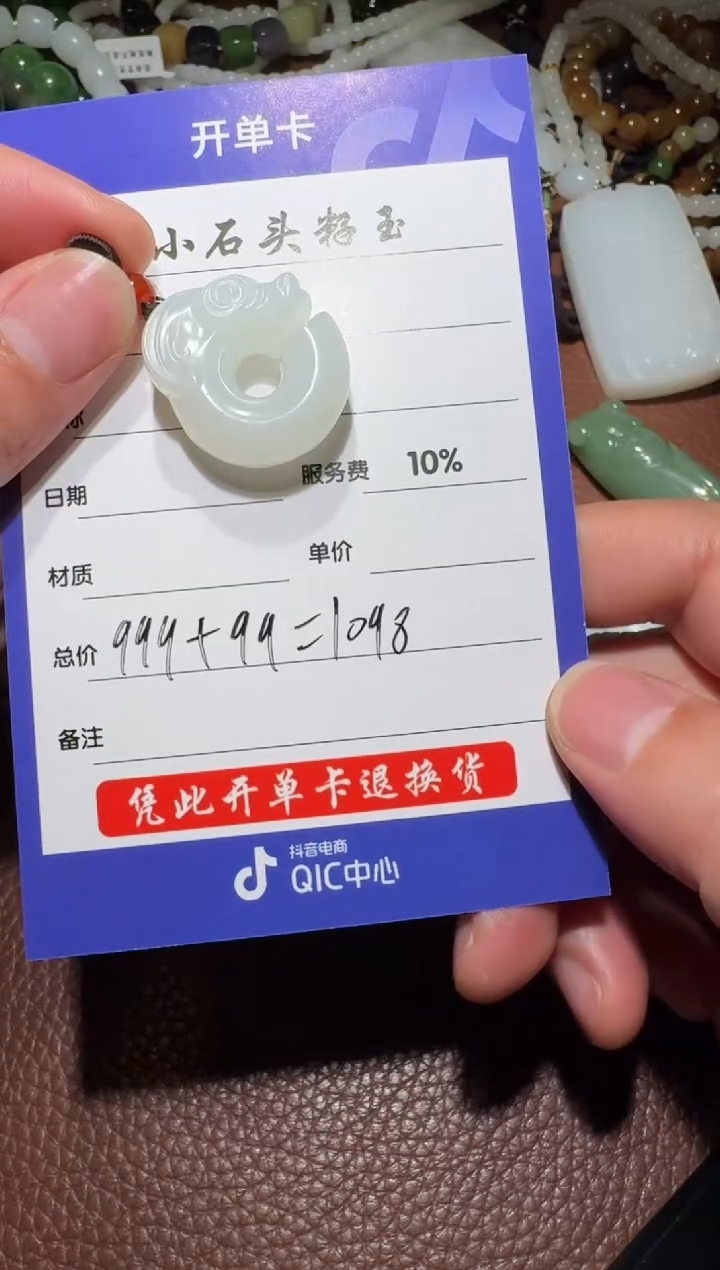 开单卡
小石头籽玉
日期
服务费 10%
材质
单价
总价 999+99=1098
备注
凭此开单卡退换货
抖音电商
QIC中心